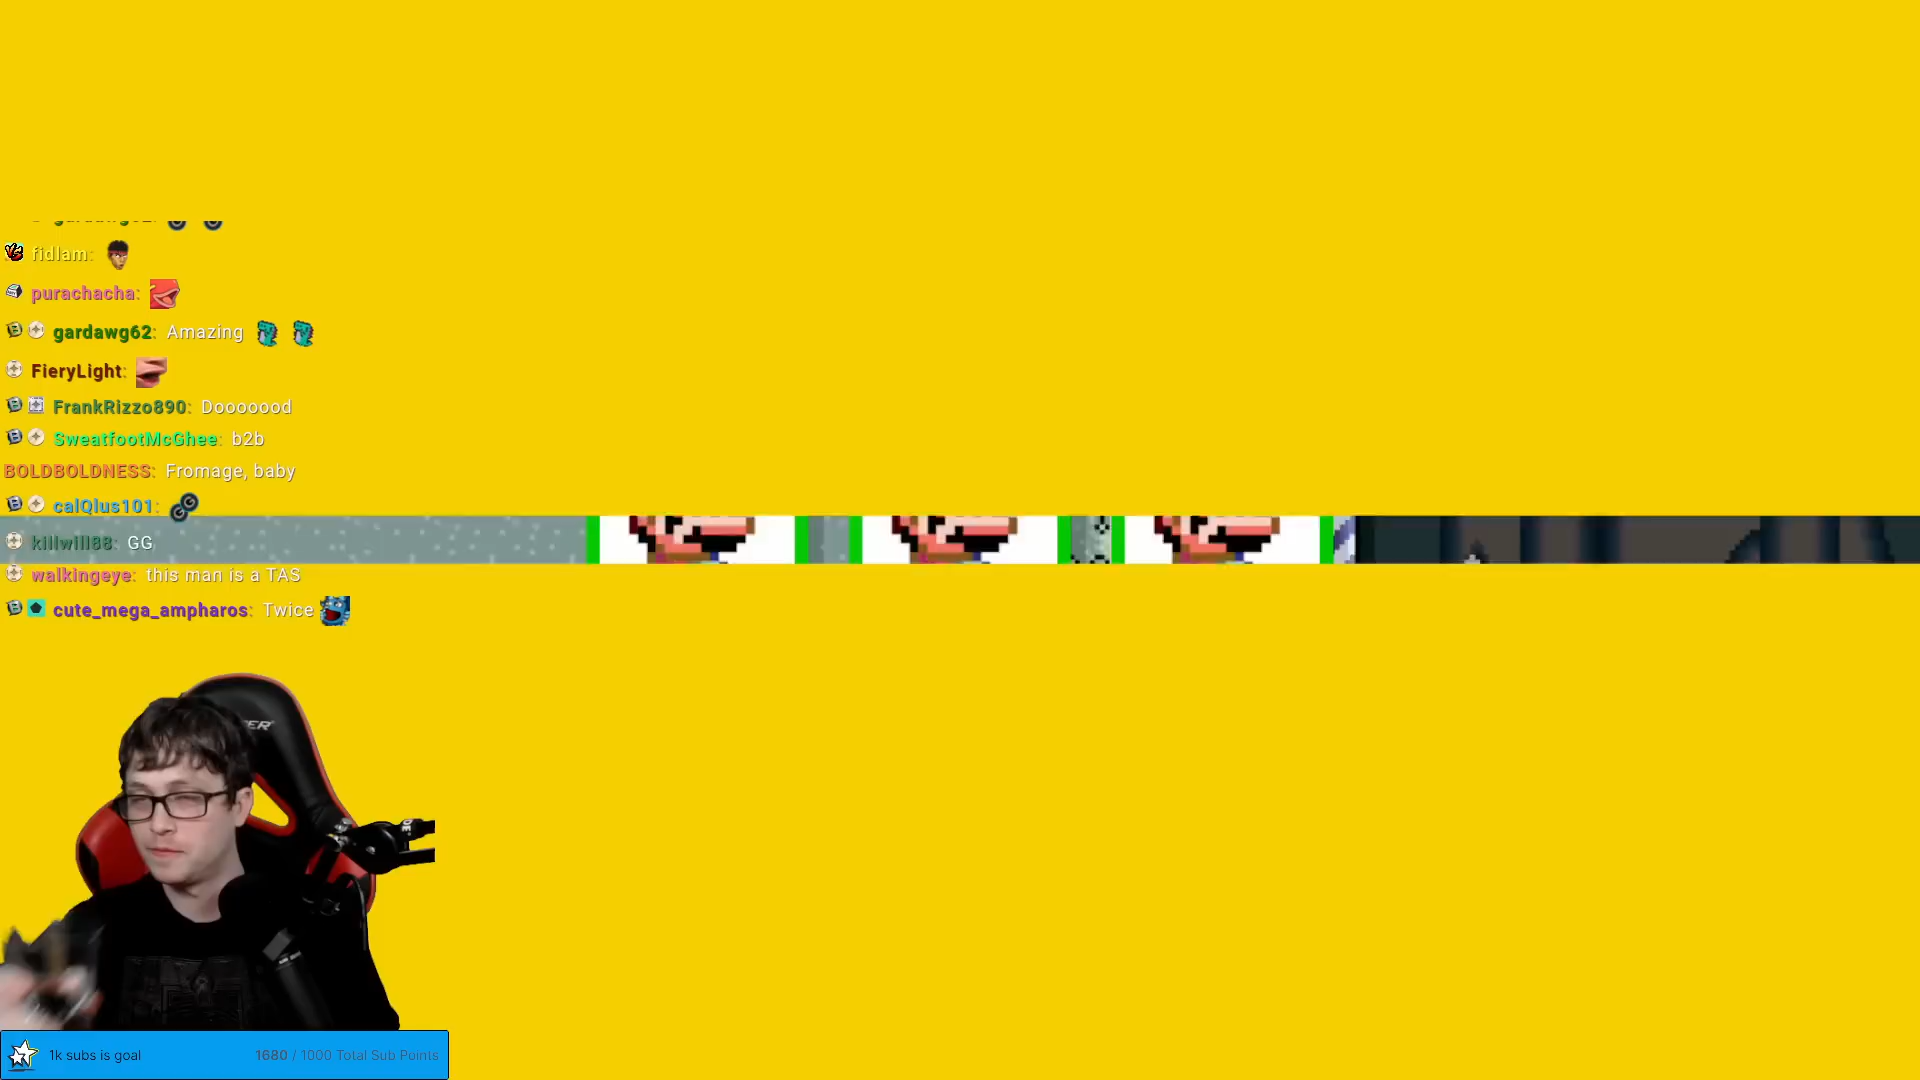 fidlam:
purachacha:
gardawg62: Amazing
FieryLight:
FrankRizzo890: Dooooood
SweatfootMcGhee: b2b
BOLDBOLDNESS: Fromage, baby
calQlus101:
killwill88: GG
walkingeye: this man is a TAS
cute_mega_ampharos: Twice
1k subs is goal 1680 / 1000 Total Sub Points